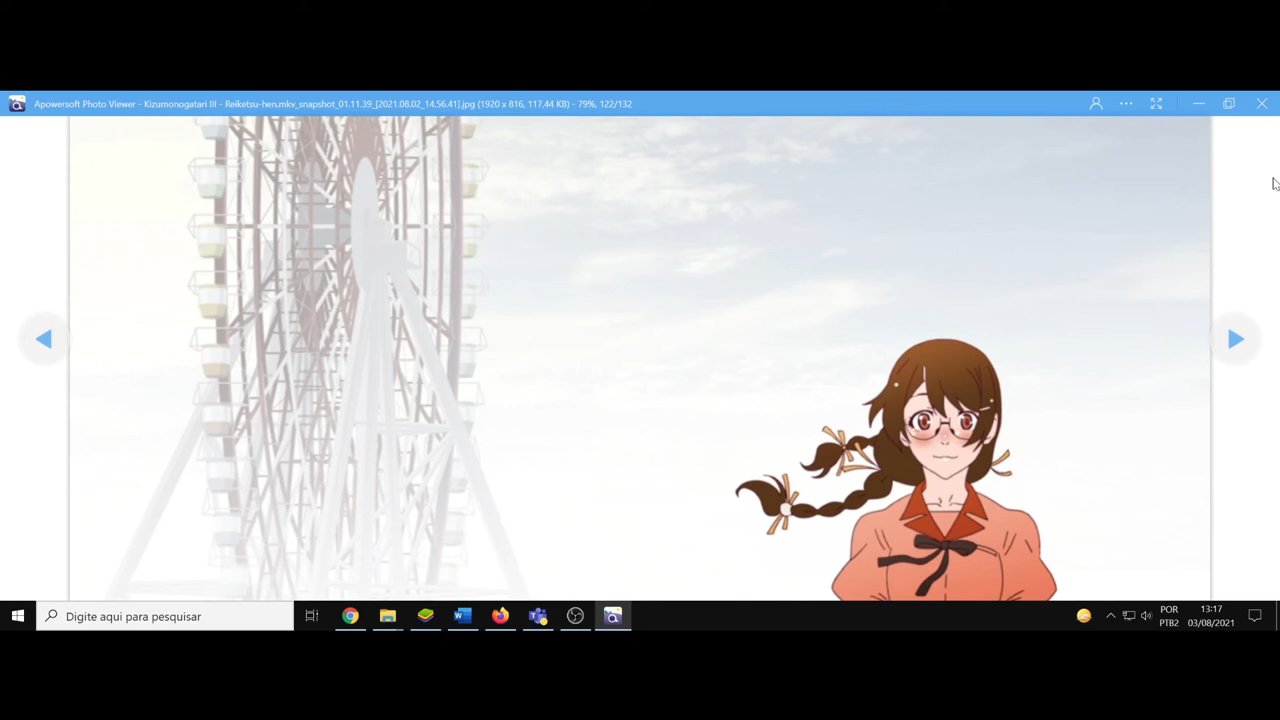 Apowersoft Photo Viewer - Kizumonogatari III - Reiketsu-hen.mkv_snapshot_01.11.39_[2021.08.02_14.56.41].jpg (1920 x 816, 117,44 KB) - 79%, 122/132
Digite aqui para pesquisar
POR
PTB2
13:17
03/08/2021